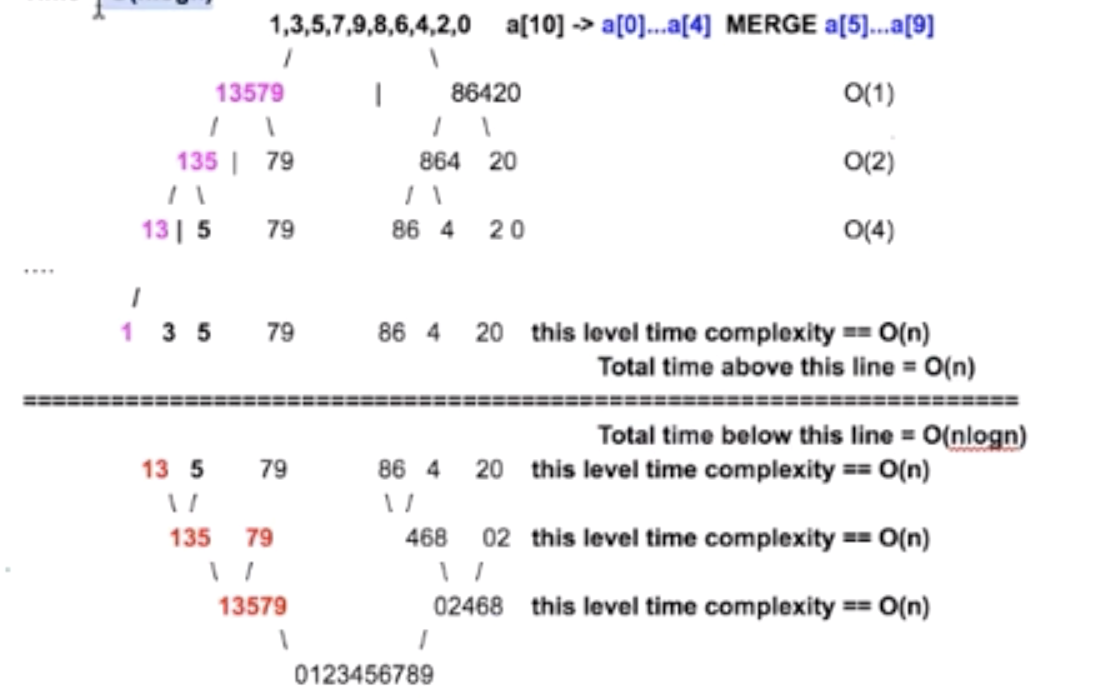 1,3,5,7,9,8,6,4,2,0 a[10] -> a[0]...a[4] MERGE a[5]...a[9]
/ \
13579 | 86420 O(1)
/ \ / \
135 | 79 864 20 O(2)
/ \ / \
13 | 5 79 86 4 2 0 O(4)
....
/
1 3 5 79 86 4 20 this level time complexity == O(n)
Total time above this line = O(n)
====================================================================
Total time below this line = O(nlogn)
13 5 79 86 4 20 this level time complexity == O(n)
\ / \ /
135 79 468 02 this level time complexity == O(n)
\ / \ /
13579 02468 this level time complexity == O(n)
\ /
0123456789